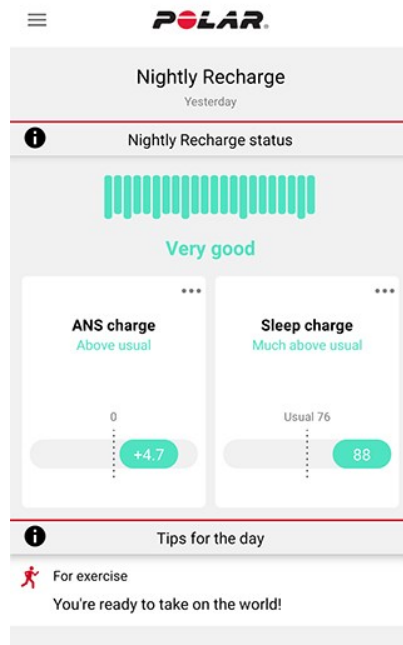 POLAR.
Nightly Recharge
Yesterday
Nightly Recharge status
Very good
ANS charge
Above usual
0
+4.7
Sleep charge
Much above usual
Usual 76
88
Tips for the day
For exercise
You're ready to take on the world!